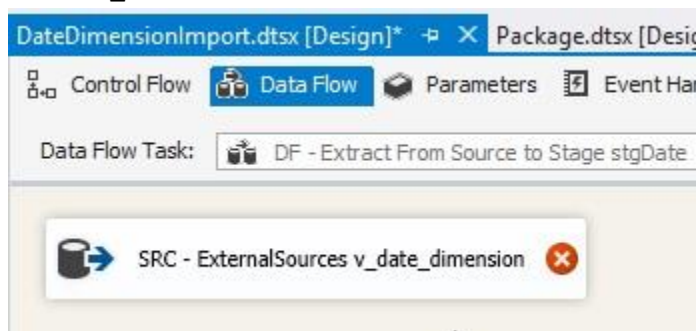 DateDimensionImport.dtsx [Design]* Package.dtsx [Desig
Control Flow Data Flow Parameters Event Har
Data Flow Task: DF - Extract From Source to Stage stgDate
SRC - ExternalSources v_date_dimension